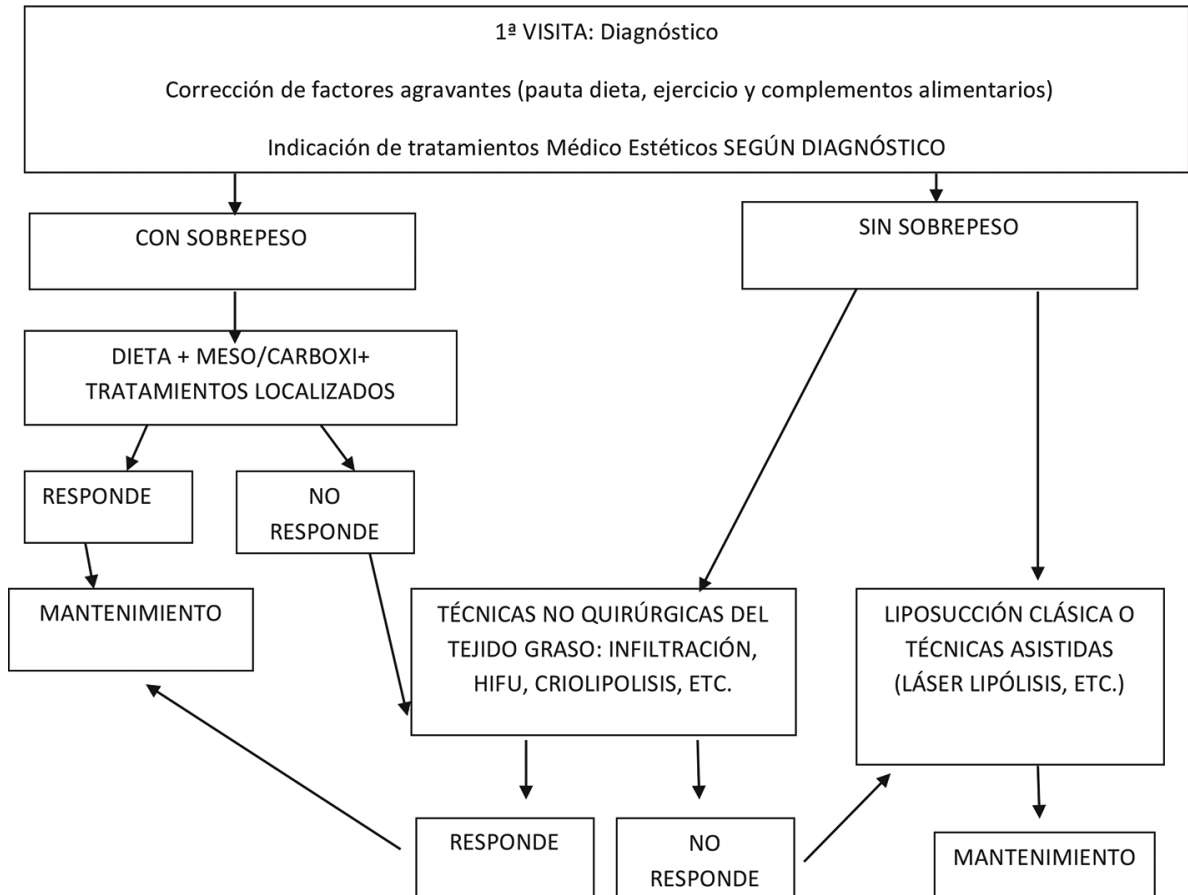 1ª VISITA: Diagnóstico
Corrección de factores agravantes (pauta dieta, ejercicio y complementos alimentarios)
Indicación de tratamientos Médico Estéticos SEGÚN DIAGNÓSTICO
CON SOBREPESO
SIN SOBREPESO
DIETA + MESO/CARBOXI+
TRATAMIENTOS LOCALIZADOS
RESPONDE
NO
RESPONDE
MANTENIMIENTO
TÉCNICAS NO QUIRÚRGICAS DEL
TEJIDO GRASO: INFILTRACIÓN,
HIFU, CRIOLIPOLISIS, ETC.
LIPOSUCCIÓN CLÁSICA O
TÉCNICAS ASISTIDAS
(LÁSER LIPÓLISIS, ETC.)
RESPONDE
NO
RESPONDE
MANTENIMIENTO